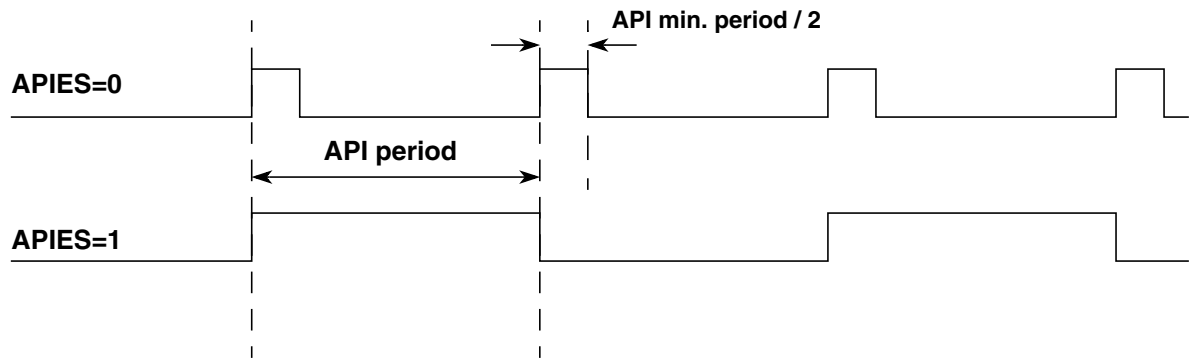 API min. period / 2
APIES=0
API period
APIES=1